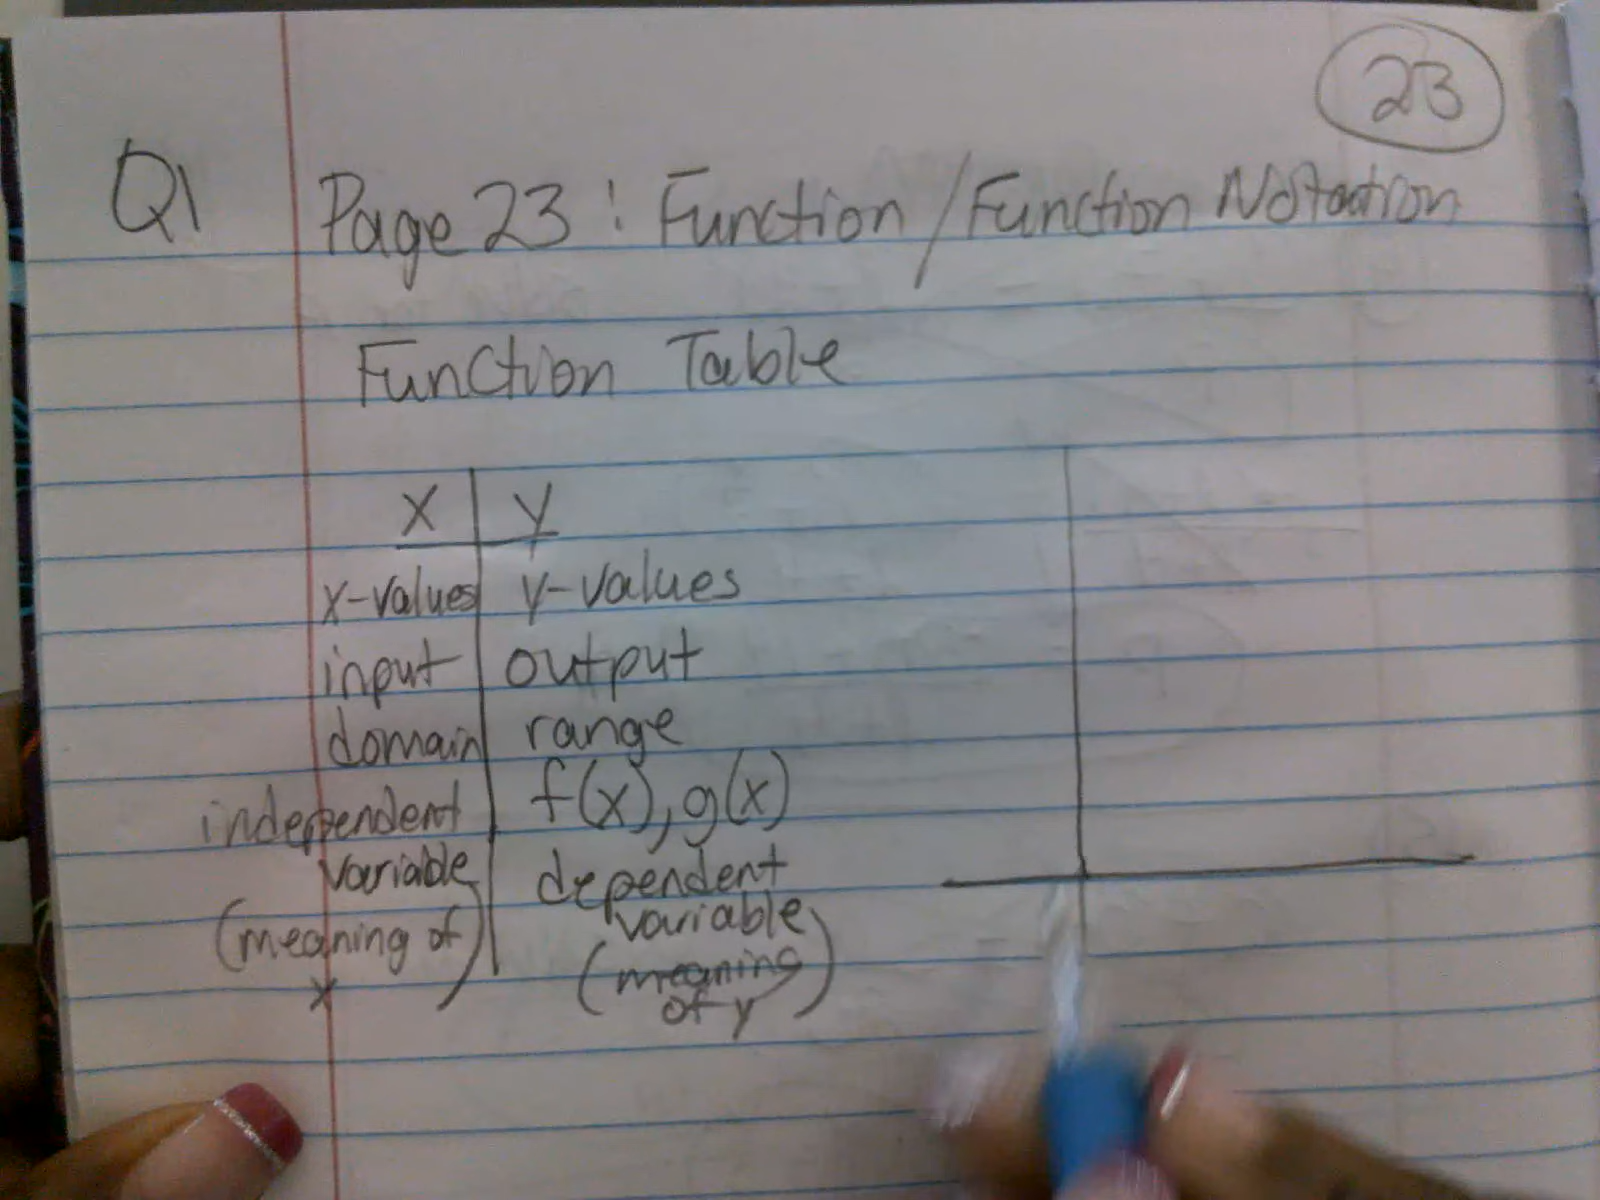 23
Q1 Page 23: Function/Function Notation
Function Table
x y
x-values y-values
input output
domain range
independent f(x), g(x)
variable dependent
variable
(meaning of (meaning
x) of y)